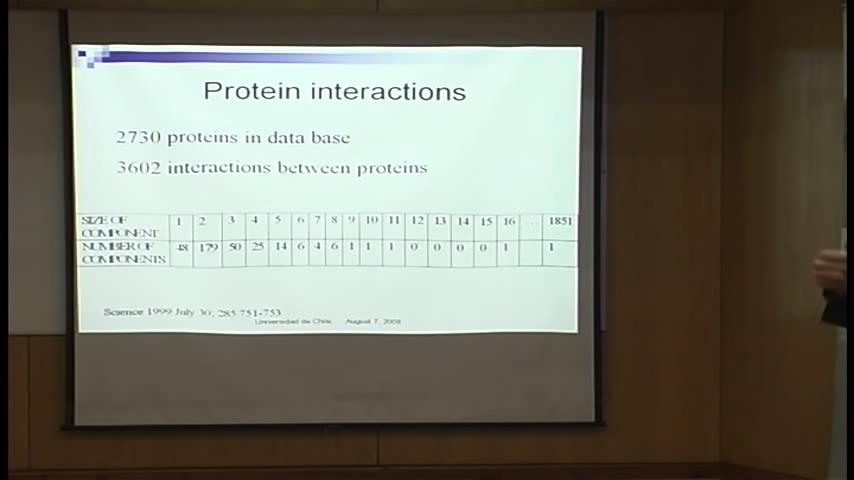 Protein interactions
2730 proteins in data base
3602 interactions between proteins
SIZE OF COMPONENT 1 2 3 4 5 6 7 8 9 10 11 12 13 14 15 16 ... 1851
NUMBER OF COMPONENTS 48 179 50 25 14 6 4 6 1 1 1 0 0 0 0 1 1
Science 1999 July 30; 285 751-753
Universidad de Chile August 7, 2008